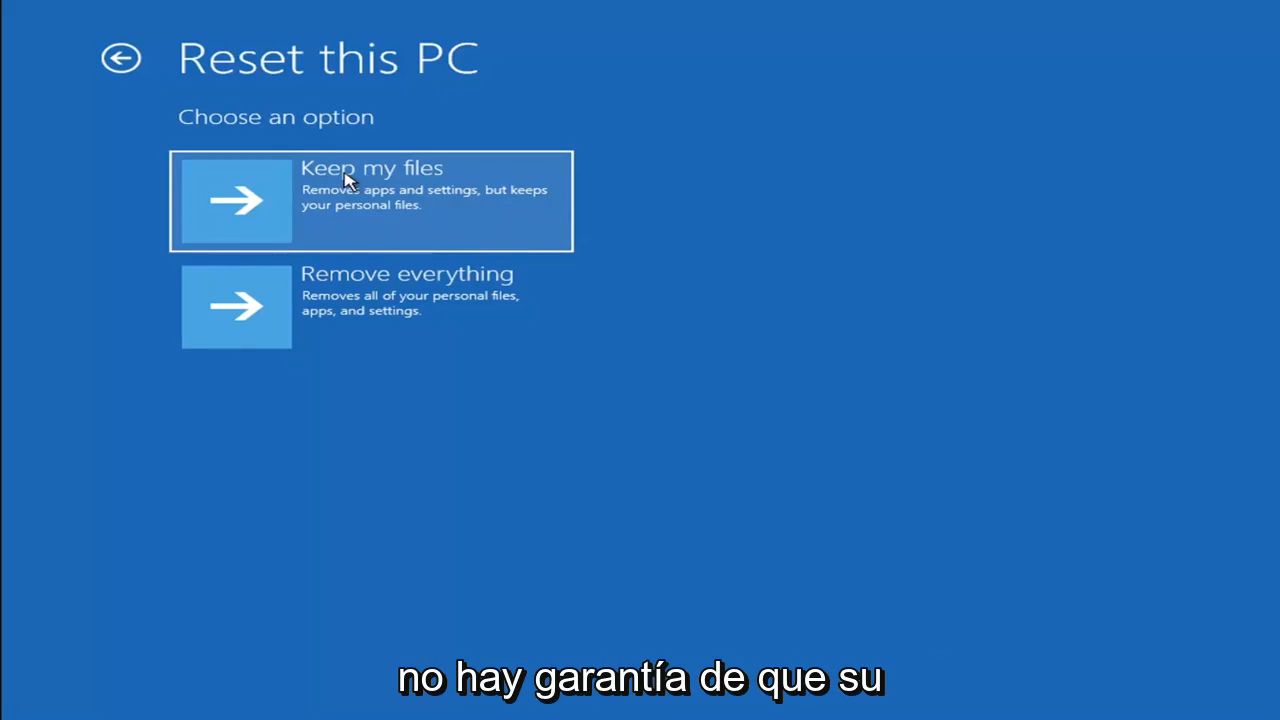 Reset this PC
Choose an option
Keep my files
Removes apps and settings, but keeps
your personal files.
Remove everything
Removes all of your personal files,
apps, and settings.
no hay garantía de que su